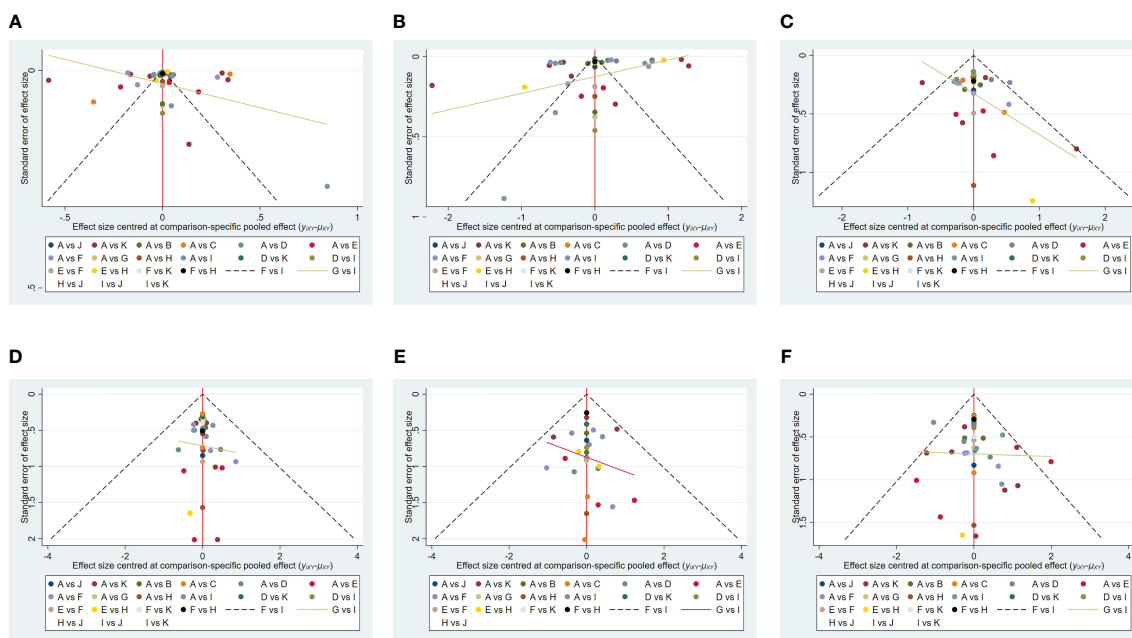 A
Standard error of effect size
0
.5
-.5 0 .5 1
Effect size centred at comparison-specific pooled effect (yiXY-μXY)
A vs J A vs K A vs B A vs C A vs D A vs E
A vs F A vs G A vs H A vs I D vs K D vs I
E vs F E vs H F vs K F vs H F vs I G vs I
H vs J I vs J I vs K
B
Standard error of effect size
0
.5
1
-2 -1 0 1 2
Effect size centred at comparison-specific pooled effect (yiXY-μXY)
A vs J A vs K A vs B A vs C A vs D A vs E
A vs F A vs G A vs H A vs I D vs K D vs I
E vs F E vs H F vs K F vs H F vs I G vs I
H vs J I vs J I vs K
C
Standard error of effect size
0
.5
1
-2 -1 0 1 2
Effect size centred at comparison-specific pooled effect (yiXY-μXY)
A vs J A vs K A vs B A vs C A vs D A vs E
A vs F A vs G A vs H A vs I D vs K D vs I
E vs F E vs H F vs K F vs H F vs I G vs I
H vs J I vs J I vs K
D
Standard error of effect size
0
.5
1
1.5
2
-4 -2 0 2 4
Effect size centred at comparison-specific pooled effect (yiXY-μXY)
A vs J A vs K A vs B A vs C A vs D A vs E
A vs F A vs G A vs H A vs I D vs K D vs I
E vs F E vs H F vs K F vs H F vs I G vs I
H vs J I vs J I vs K
E
Standard error of effect size
0
.5
1
1.5
2
-4 -2 0 2 4
Effect size centred at comparison-specific pooled effect (yiXY-μXY)
A vs J A vs K A vs B A vs C A vs D A vs E
A vs F A vs G A vs H A vs I D vs K D vs I
E vs F E vs H F vs K F vs H F vs I G vs I
H vs J
F
Standard error of effect size
0
.5
1
1.5
-4 -2 0 2 4
Effect size centred at comparison-specific pooled effect (yiXY-μXY)
A vs J A vs K A vs B A vs C A vs D A vs E
A vs F A vs G A vs H A vs I D vs K D vs I
E vs F E vs H F vs K F vs H F vs I G vs I
H vs J I vs J I vs K